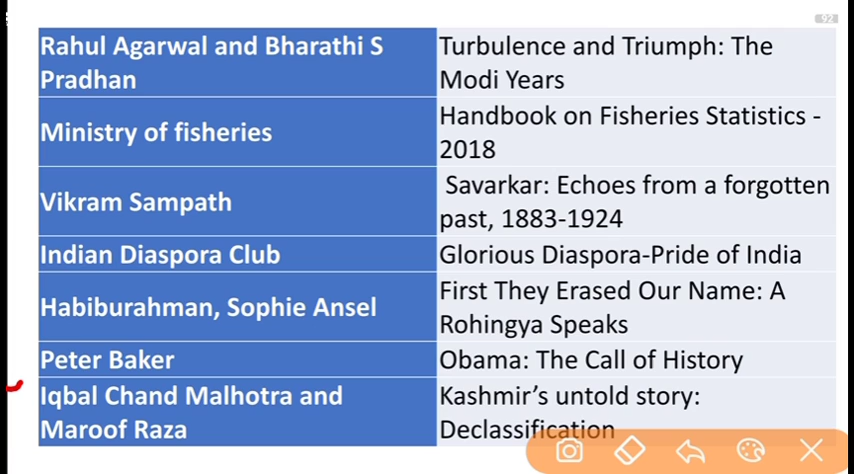 92
Rahul Agarwal and Bharathi S
Pradhan
Turbulence and Triumph: The
Modi Years
Ministry of fisheries
Handbook on Fisheries Statistics -
2018
Vikram Sampath
Savarkar: Echoes from a forgotten
past, 1883-1924
Indian Diaspora Club
Glorious Diaspora-Pride of India
Habiburahman, Sophie Ansel
First They Erased Our Name: A
Rohingya Speaks
Peter Baker
Obama: The Call of History
Iqbal Chand Malhotra and
Maroof Raza
Kashmir’s untold story:
Declassification